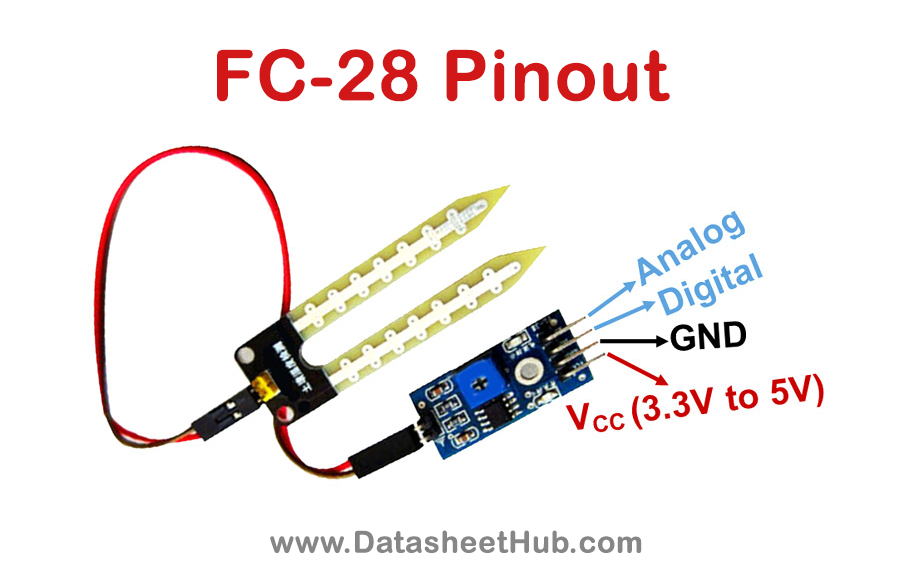 FC-28 Pinout
Analog
Digital
GND
VCC (3.3V to 5V)
www.DatasheetHub.com